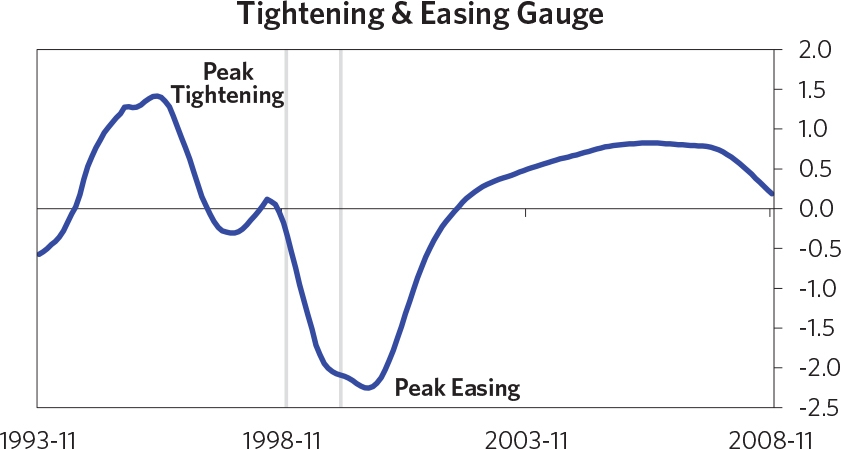 Tightening & Easing Gauge
2.0
Peak
Tightening
1.5
1.0
0.5
0.0
-0.5
-1.0
-1.5
-2.0
Peak Easing
-2.5
1993-11 1998-11 2003-11 2008-11